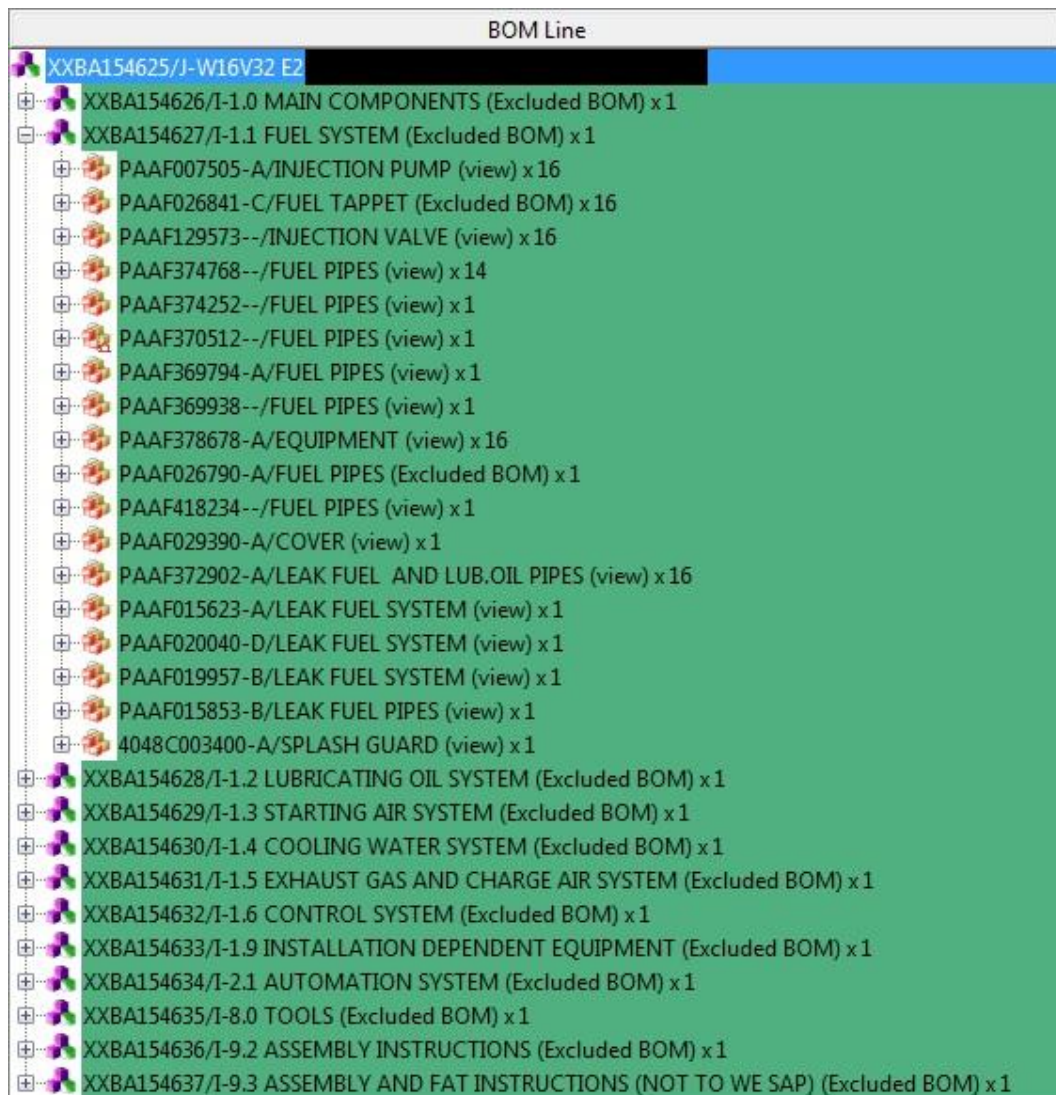 BOM Line
XXBA154625/J-W16V32 E2
XXBA154626/I-1.0 MAIN COMPONENTS (Excluded BOM) x 1
XXBA154627/I-1.1 FUEL SYSTEM (Excluded BOM) x 1
PAAF007505-A/INJECTION PUMP (view) x 16
PAAF026841-C/FUEL TAPPET (Excluded BOM) x 16
PAAF129573--/INJECTION VALVE (view) x 16
PAAF374768--/FUEL PIPES (view) x 14
PAAF374252--/FUEL PIPES (view) x 1
PAAF370512--/FUEL PIPES (view) x 1
PAAF369794-A/FUEL PIPES (view) x 1
PAAF369938--/FUEL PIPES (view) x 1
PAAF378678-A/EQUIPMENT (view) x 16
PAAF026790-A/FUEL PIPES (Excluded BOM) x 1
PAAF418234--/FUEL PIPES (view) x 1
PAAF029390-A/COVER (view) x 1
PAAF372902-A/LEAK FUEL  AND LUB.OIL PIPES (view) x 16
PAAF015623-A/LEAK FUEL SYSTEM (view) x 1
PAAF020040-D/LEAK FUEL SYSTEM (view) x 1
PAAF019957-B/LEAK FUEL SYSTEM (view) x 1
PAAF015853-B/LEAK FUEL PIPES (view) x 1
4048C003400-A/SPLASH GUARD (view) x 1
XXBA154628/I-1.2 LUBRICATING OIL SYSTEM (Excluded BOM) x 1
XXBA154629/I-1.3 STARTING AIR SYSTEM (Excluded BOM) x 1
XXBA154630/I-1.4 COOLING WATER SYSTEM (Excluded BOM) x 1
XXBA154631/I-1.5 EXHAUST GAS AND CHARGE AIR SYSTEM (Excluded BOM) x 1
XXBA154632/I-1.6 CONTROL SYSTEM (Excluded BOM) x 1
XXBA154633/I-1.9 INSTALLATION DEPENDENT EQUIPMENT (Excluded BOM) x 1
XXBA154634/I-2.1 AUTOMATION SYSTEM (Excluded BOM) x 1
XXBA154635/I-8.0 TOOLS (Excluded BOM) x 1
XXBA154636/I-9.2 ASSEMBLY INSTRUCTIONS (Excluded BOM) x 1
XXBA154637/I-9.3 ASSEMBLY AND FAT INSTRUCTIONS (NOT TO WE SAP) (Excluded BOM) x 1